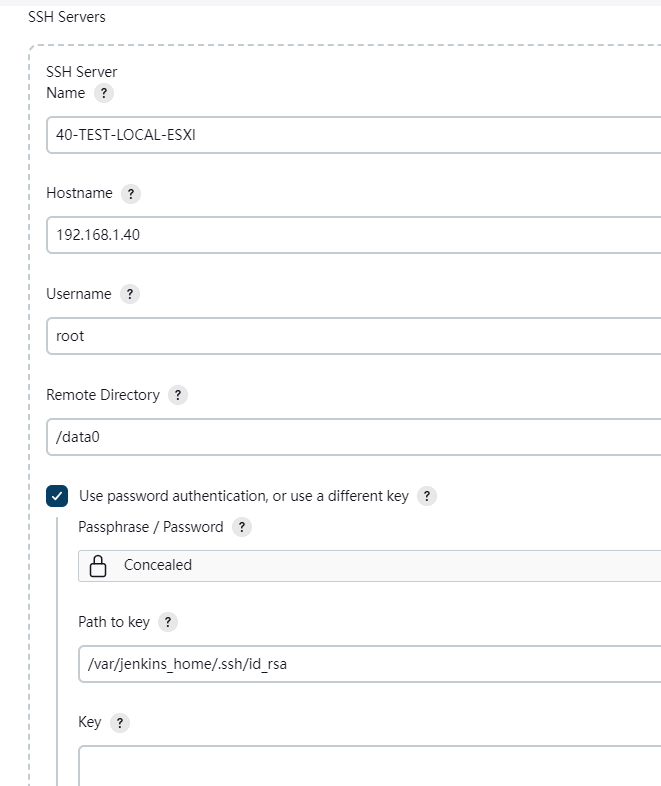 SSH Servers
SSH Server
Name ?
40-TEST-LOCAL-ESXI
Hostname ?
192.168.1.40
Username ?
root
Remote Directory ?
/data0
Use password authentication, or use a different key ?
Passphrase / Password ?
Concealed
Path to key ?
/var/jenkins_home/.ssh/id_rsa
Key ?